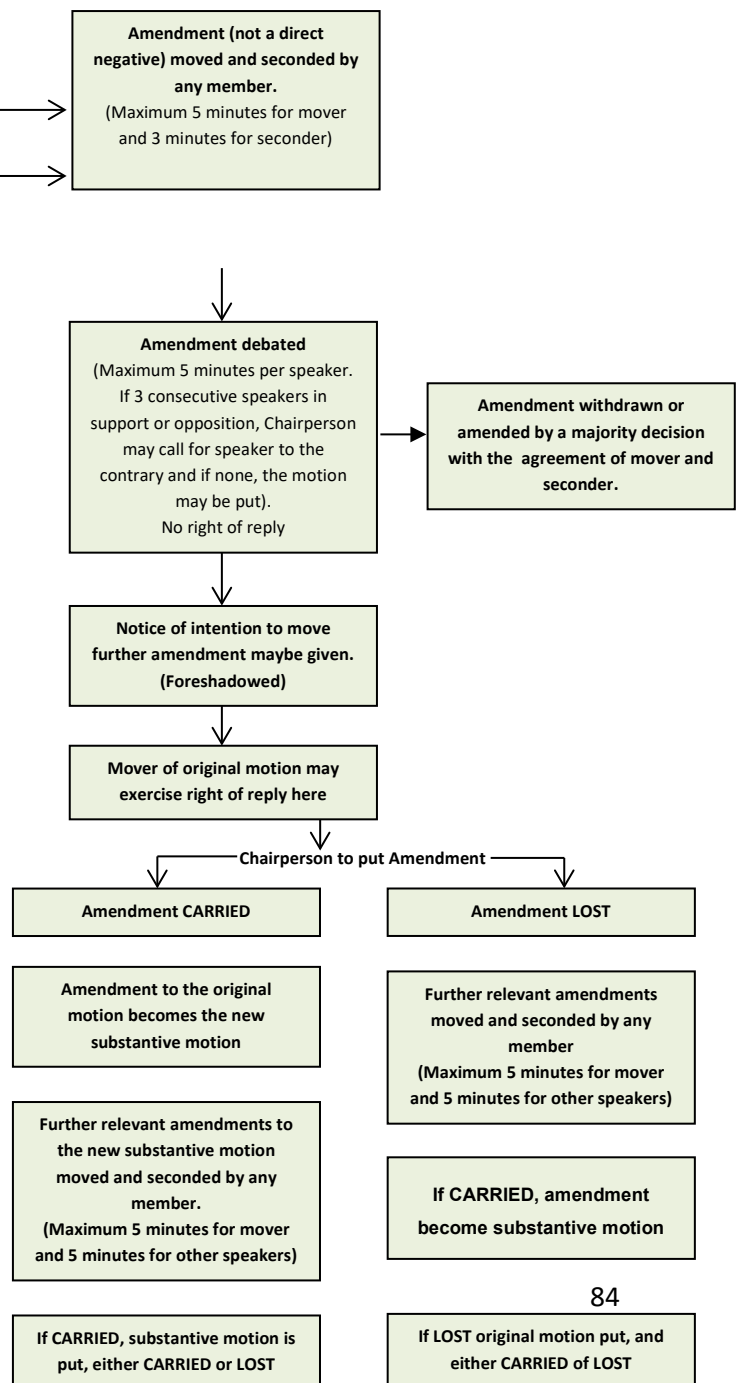 Amendment (not a direct
negative) moved and seconded by
any member.
(Maximum 5 minutes for mover
and 3 minutes for seconder)
Amendment debated
(Maximum 5 minutes per speaker.
If 3 consecutive speakers in
support or opposition, Chairperson
may call for speaker to the
contrary and if none, the motion
may be put).
No right of reply
Amendment withdrawn or
amended by a majority decision
with the agreement of mover and
seconder.
Notice of intention to move
further amendment maybe given.
(Foreshadowed)
Mover of original motion may
exercise right of reply here
Chairperson to put Amendment
Amendment CARRIED
Amendment to the original
motion becomes the new
substantive motion
Further relevant amendments to
the new substantive motion
moved and seconded by any
member.
(Maximum 5 minutes for mover
and 5 minutes for other speakers)
If CARRIED, substantive motion is
put, either CARRIED or LOST
Amendment LOST
Further relevant amendments
moved and seconded by any
member
(Maximum 5 minutes for mover
and 5 minutes for other speakers)
If CARRIED, amendment
become substantive motion
84
If LOST original motion put, and
either CARRIED of LOST